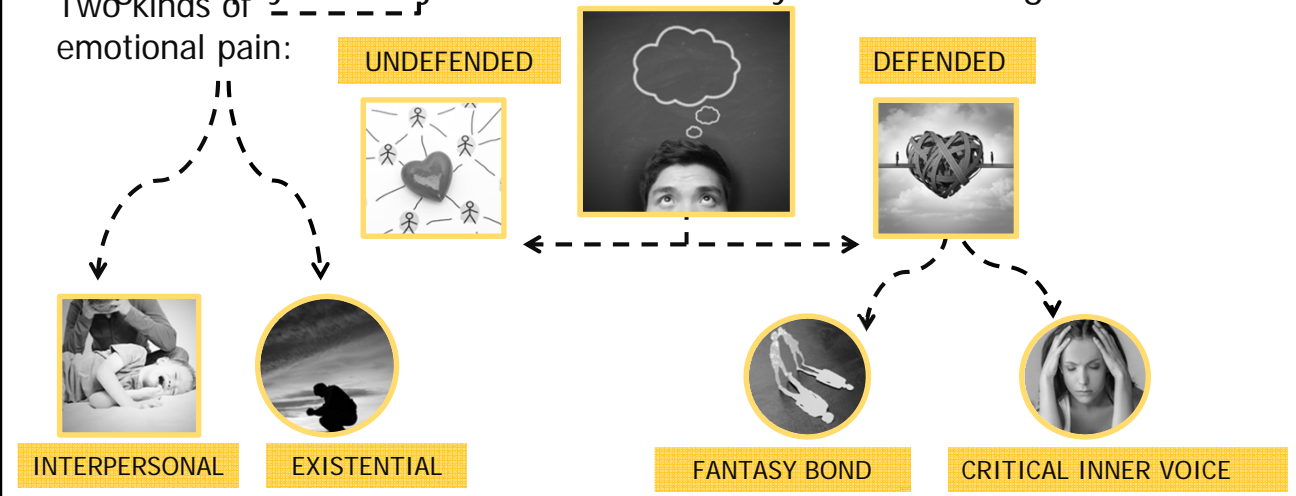 Two kinds of
emotional pain:
UNDEFENDED
DEFENDED
INTERPERSONAL
EXISTENTIAL
FANTASY BOND
CRITICAL INNER VOICE